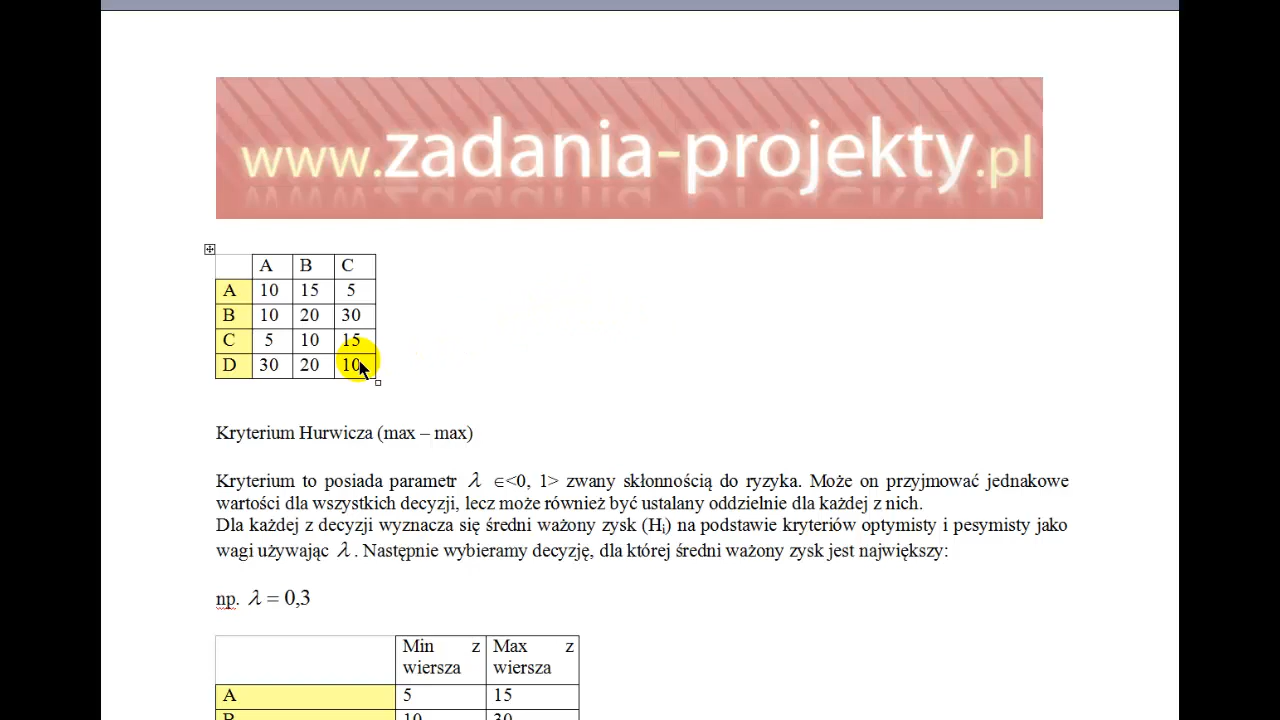 www.zadania-projekty.pl
A B C
A 10 15 5
B 10 20 30
C 5 10 15
D 30 20 10
Kryterium Hurwicza (max – max)
Kryterium to posiada parametr λ ∈<0, 1> zwany skłonnością do ryzyka. Może on przyjmować jednakowe
wartości dla wszystkich decyzji, lecz może również być ustalany oddzielnie dla każdej z nich.
Dla każdej z decyzji wyznacza się średni ważony zysk (Hi) na podstawie kryteriów optymisty i pesymisty jako
wagi używając λ . Następnie wybieramy decyzję, dla której średni ważony zysk jest największy:
np. λ = 0,3
Min z Max z
wiersza wiersza
A 5 15
B 10 30